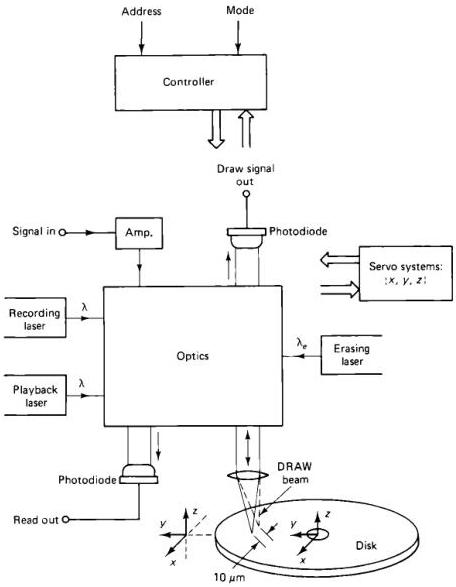 Address
Mode
Controller
Draw signal
out
Photodiode
Signal in
Amp.
Servo systems:
{x, y, z}
Recording
laser
λ
Optics
λe
Erasing
laser
Playback
laser
λ
Photodiode
DRAW
beam
Read out
z
y
x
z
y
x
Disk
10 μm